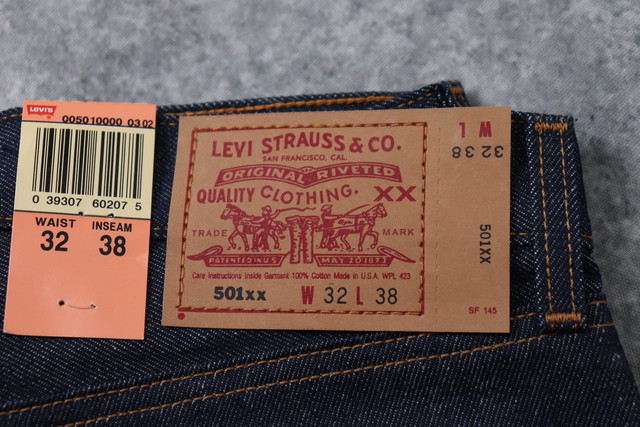 LEVI'S
005010000 0302
0 39307 60207 5
WAIST INSEAM
32 38
LEVI STRAUSS & CO.
SAN FRANCISCO, CAL.
ORIGINAL RIVETED
QUALITY CLOTHING. XX
TRADE MARK
PATENTED IN U.S. MAY 20 1873
Care Instructions Inside Garment 100% Cotton Made in U.S.A. WPL 423
501xx W 32 L 38
W L
32 38
501XX
SF 145